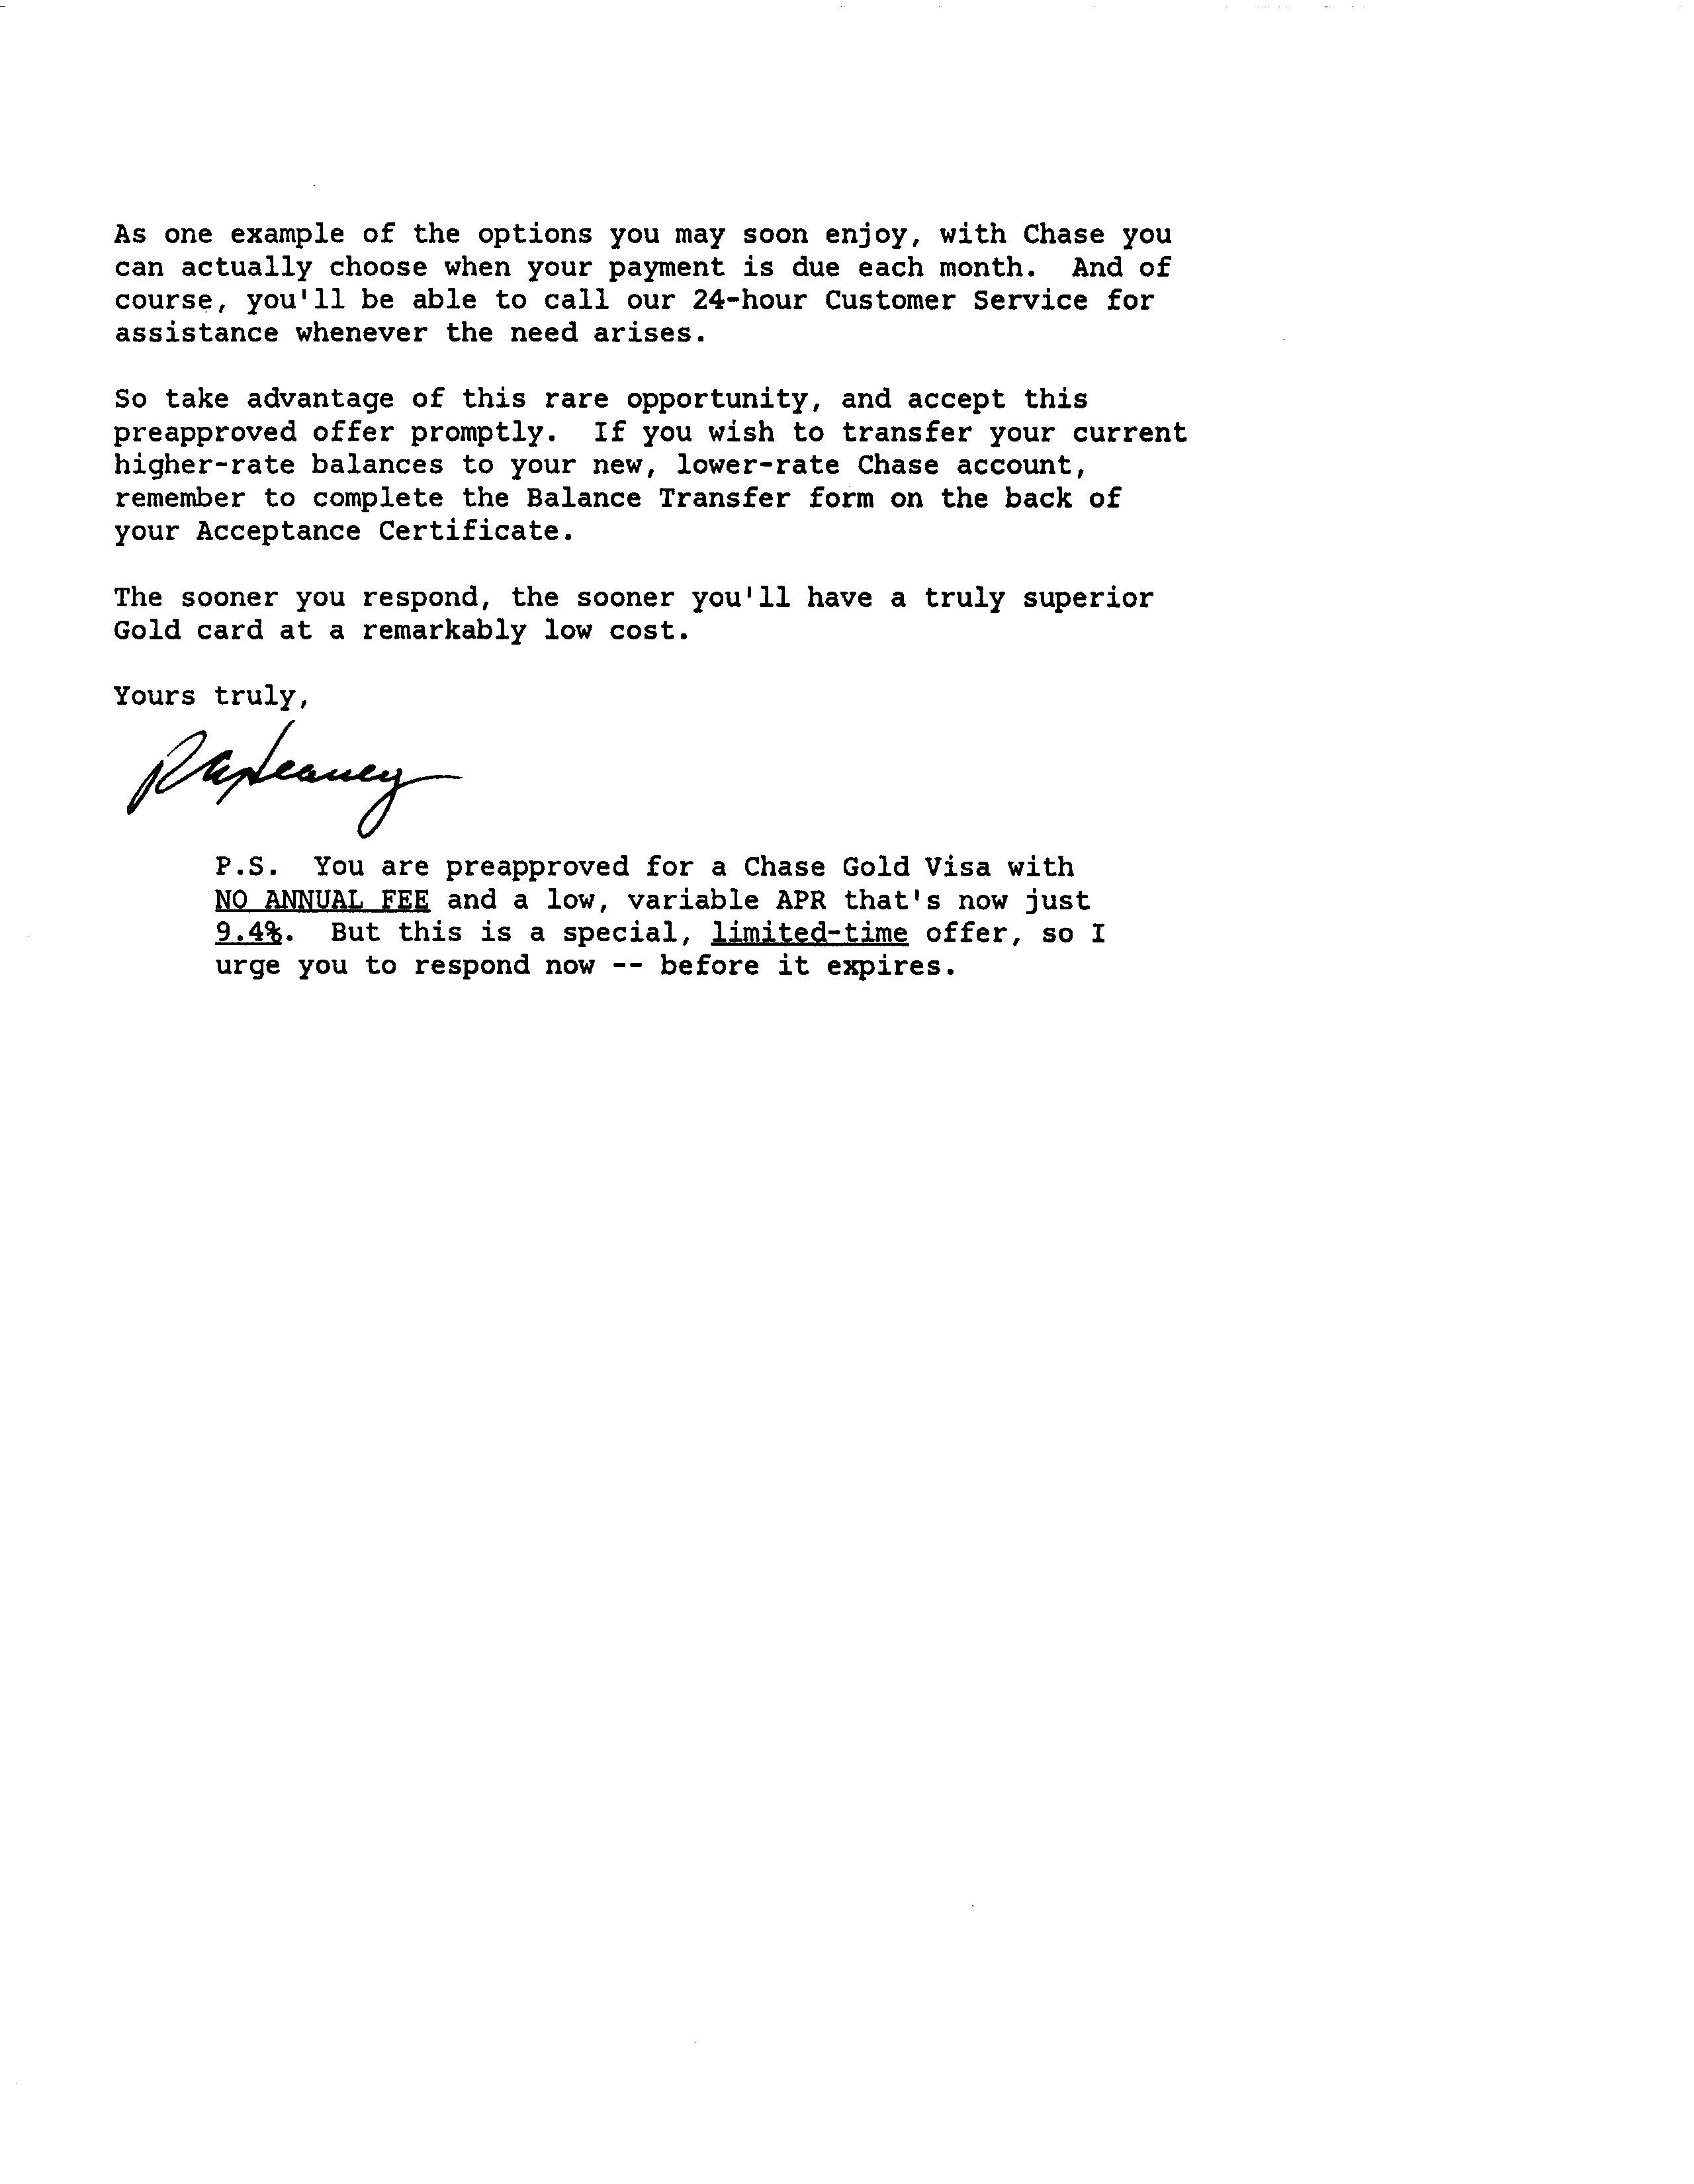 As one example of the options you may soon enjoy, with Chase you
can actually choose when your payment is due each month.  And of
course, you'll be able to call our 24-hour Customer Service for
assistance whenever the need arises.
So take advantage of this rare opportunity, and accept this
preapproved offer promptly.  If you wish to transfer your current
higher-rate balances to your new, lower-rate Chase account,
remember to complete the Balance Transfer form on the back of
your Acceptance Certificate.
The sooner you respond, the sooner you'll have a truly superior
Gold card at a remarkably low cost.
Yours truly,
P.S.  You are preapproved for a Chase Gold Visa with
NO ANNUAL FEE and a low, variable APR that's now just
9.4%.  But this is a special, limited-time offer, so I
urge you to respond now -- before it expires.